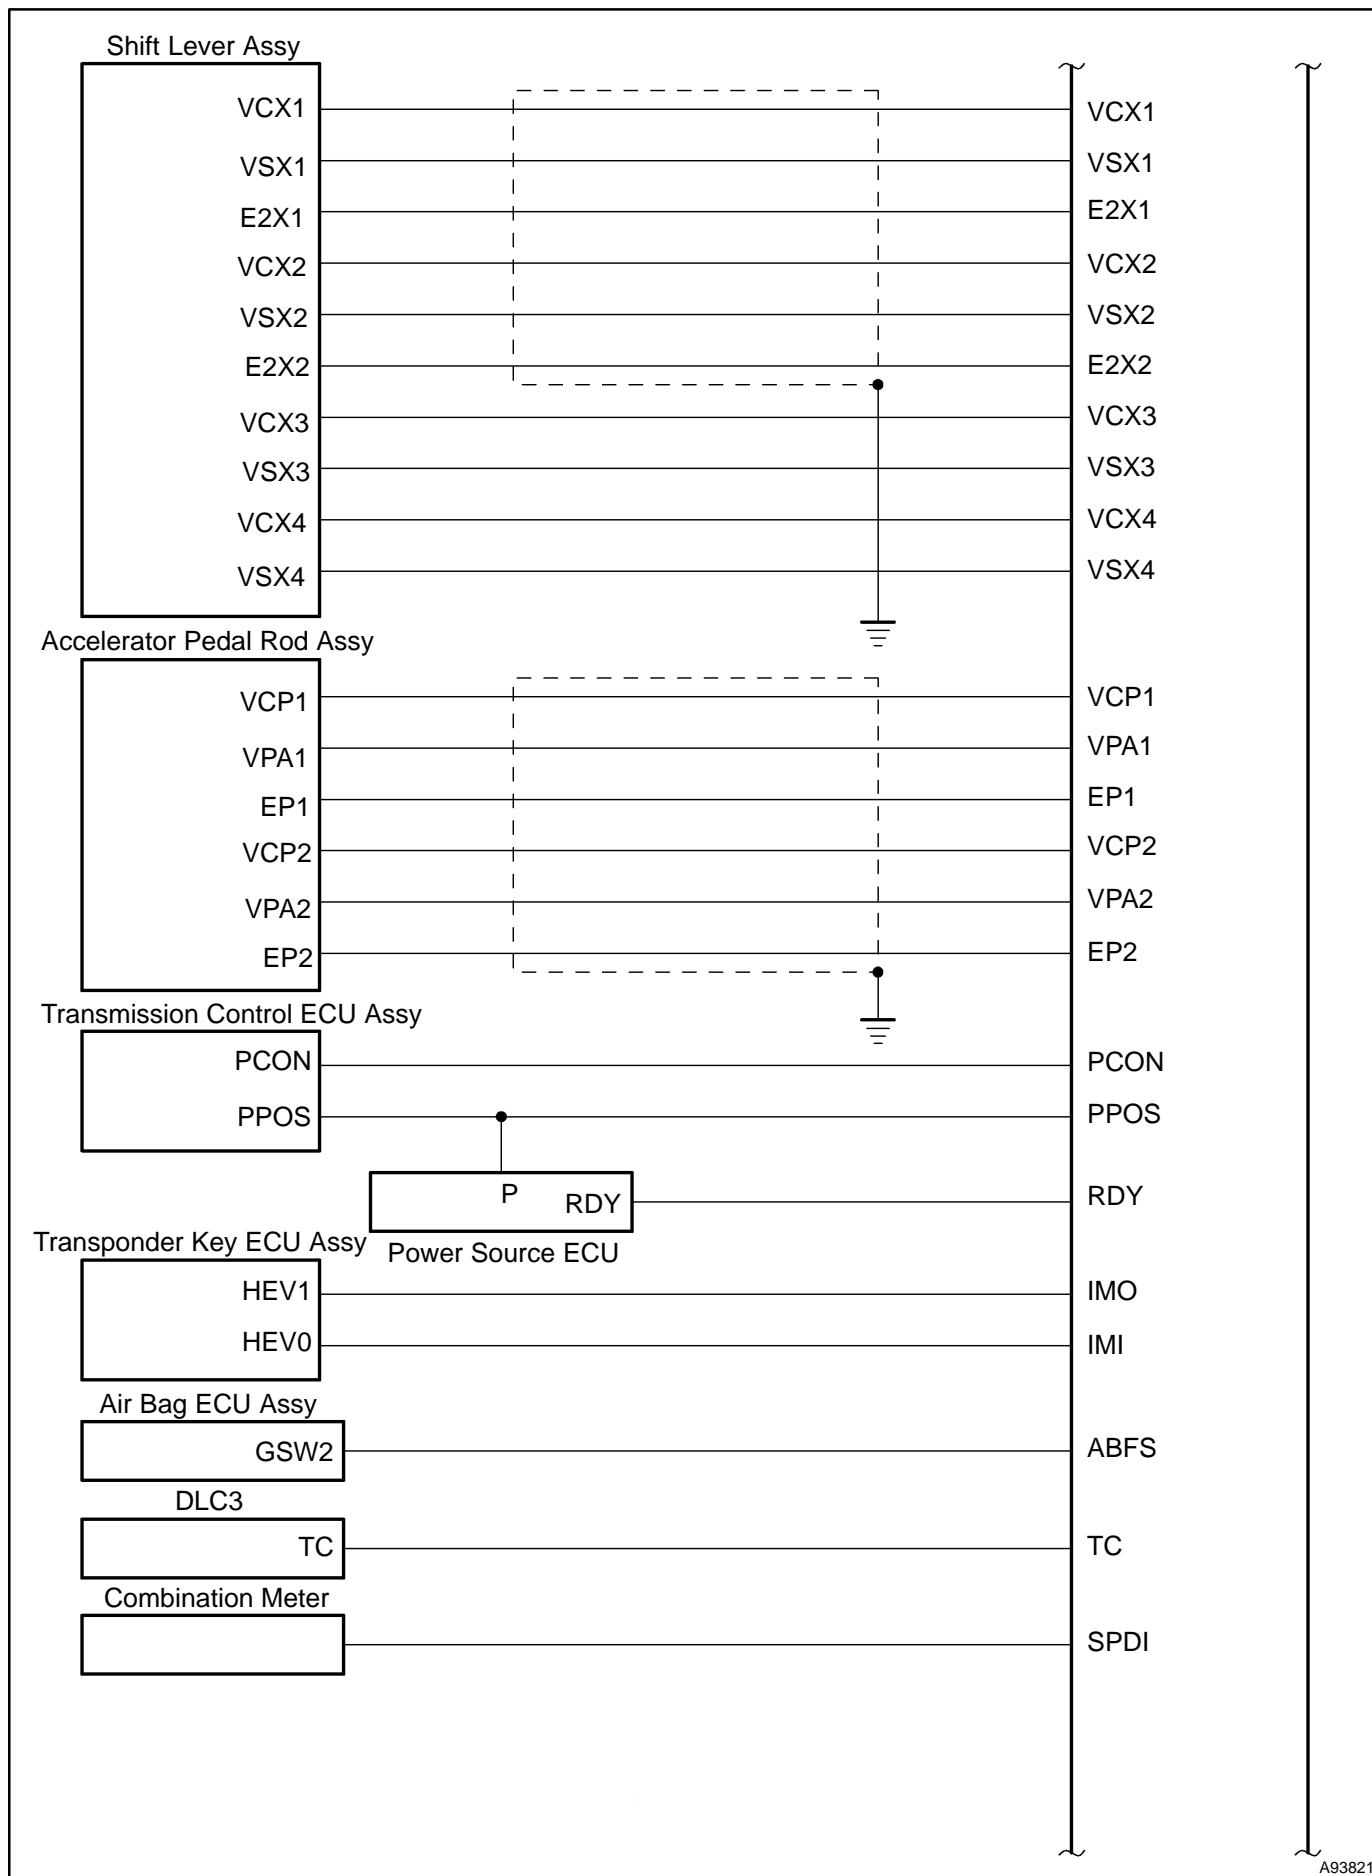 Shift Lever Assy
VCX1 VCX1
VSX1 VSX1
E2X1 E2X1
VCX2 VCX2
VSX2 VSX2
E2X2 E2X2
VCX3 VCX3
VSX3 VSX3
VCX4 VCX4
VSX4 VSX4
Accelerator Pedal Rod Assy
VCP1 VCP1
VPA1 VPA1
EP1 EP1
VCP2 VCP2
VPA2 VPA2
EP2 EP2
Transmission Control ECU Assy
PCON PCON
PPOS PPOS
P RDY RDY
Power Source ECU
Transponder Key ECU Assy
HEV1 IMO
HEV0 IMI
Air Bag ECU Assy
GSW2 ABFS
DLC3
TC TC
Combination Meter
SPDI
A93821